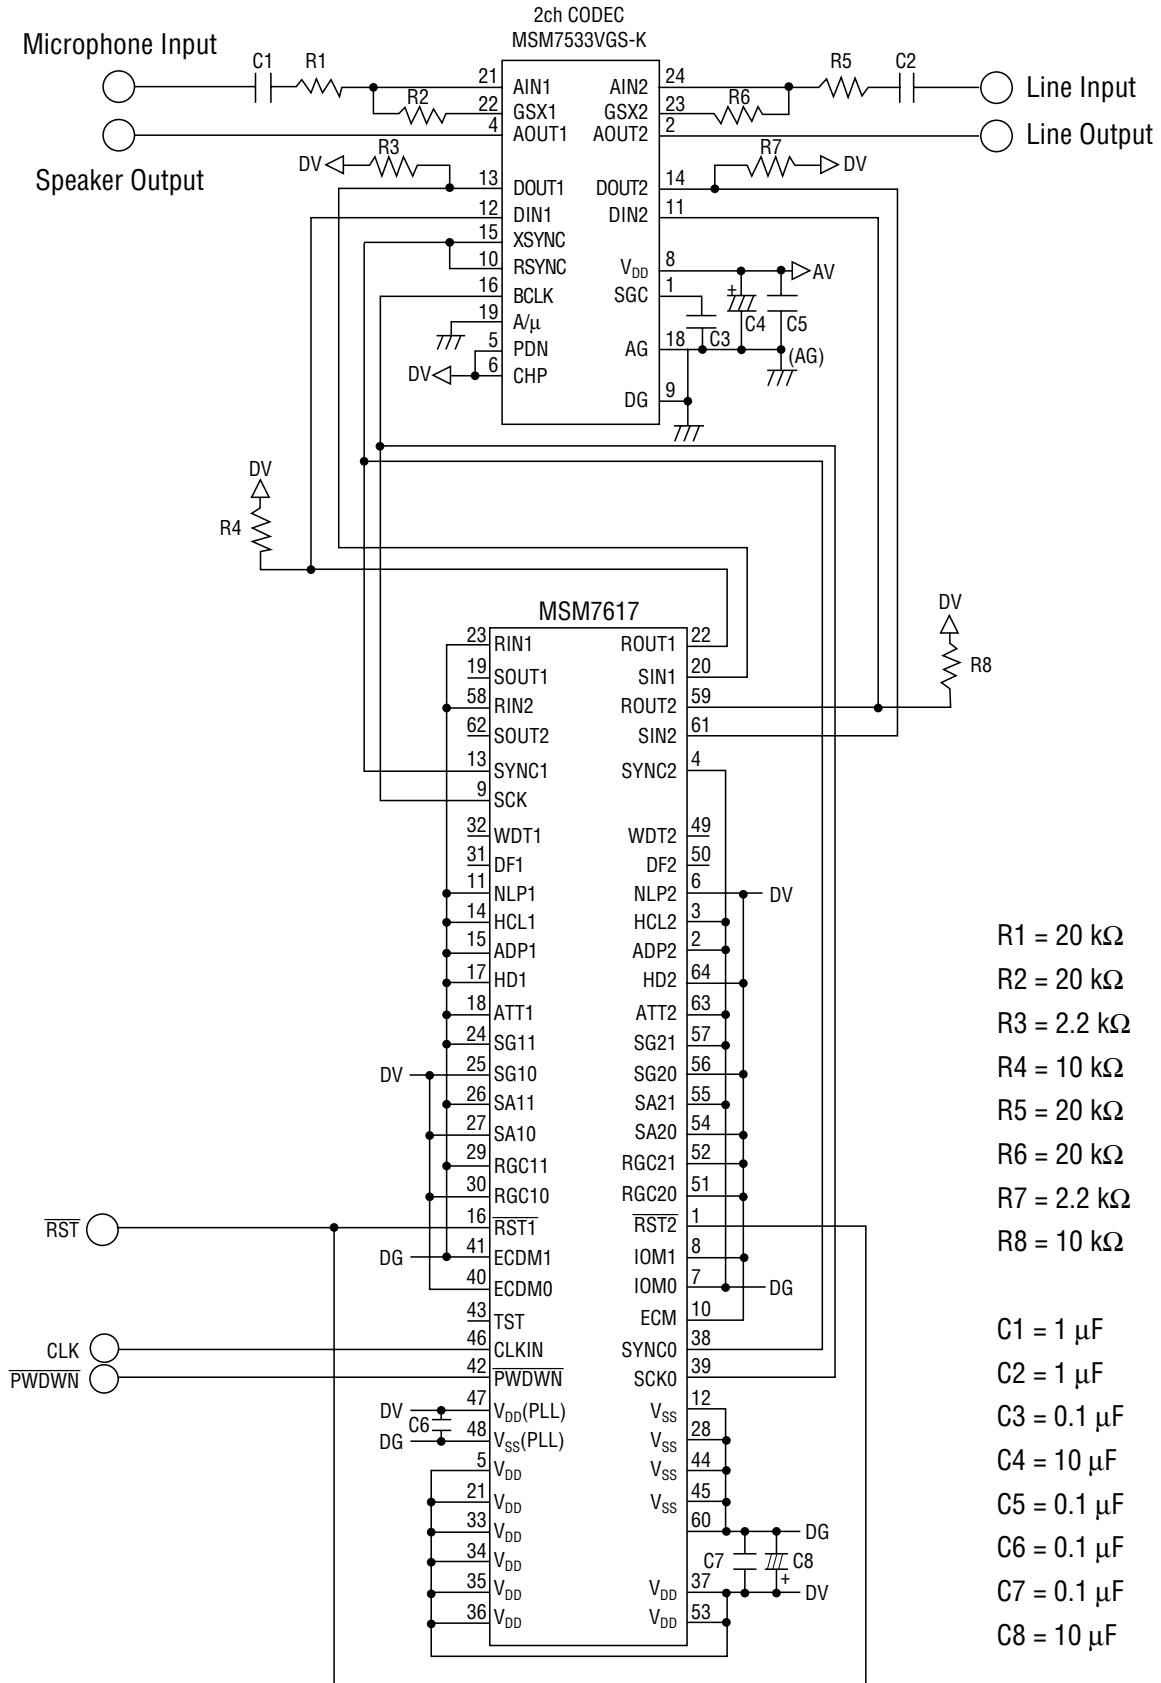 2ch CODEC
MSM7533VGS-K
Microphone Input
C1
R1
R2
21
AIN1
22
GSX1
4
AOUT1
Speaker Output
DV
R3
13
DOUT1
12
DIN1
15
XSYNC
10
RSYNC
16
BCLK
19
A/μ
5
PDN
6
CHP
DV
24
AIN2
23
GSX2
2
AOUT2
R5
C2
R6
Line Input
Line Output
R7
DV
14
DOUT2
11
DIN2
8
VDD
AV
1
SGC
+
C4
C5
C3
18
AG
(AG)
9
DG
DV
R4
MSM7617
DV
R8
23
RIN1
19
SOUT1
58
RIN2
62
SOUT2
13
SYNC1
9
SCK
32
WDT1
31
DF1
11
NLP1
14
HCL1
15
ADP1
17
HD1
18
ATT1
24
SG11
DV
25
SG10
26
SA11
27
SA10
29
RGC11
30
RGC10
RST
16
RST1
DG
41
ECDM1
40
ECDM0
43
TST
CLK
46
CLKIN
PWDWN
42
PWDWN
DV
47
VDD(PLL)
C6
DG
48
VSS(PLL)
5
VDD
21
VDD
33
VDD
34
VDD
35
VDD
36
VDD
22
ROUT1
20
SIN1
59
ROUT2
61
SIN2
4
SYNC2
49
WDT2
50
DF2
6
NLP2
DV
3
HCL2
2
ADP2
64
HD2
63
ATT2
57
SG21
56
SG20
55
SA21
54
SA20
52
RGC21
51
RGC20
1
RST2
8
IOM1
7
IOM0
DG
10
ECM
38
SYNC0
39
SCK0
12
VSS
28
VSS
44
VSS
45
VSS
60
DG
C7
C8
+
37
VDD
DV
53
VDD
R1 = 20 kΩ
R2 = 20 kΩ
R3 = 2.2 kΩ
R4 = 10 kΩ
R5 = 20 kΩ
R6 = 20 kΩ
R7 = 2.2 kΩ
R8 = 10 kΩ
C1 = 1 μF
C2 = 1 μF
C3 = 0.1 μF
C4 = 10 μF
C5 = 0.1 μF
C6 = 0.1 μF
C7 = 0.1 μF
C8 = 10 μF